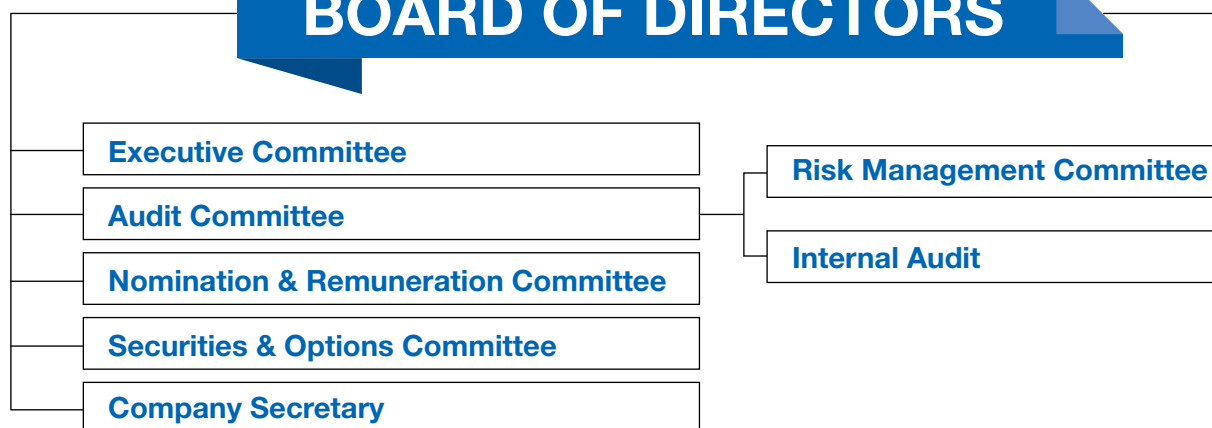 BOARD OF DIRECTORS
Executive Committee
Audit Committee
Nomination & Remuneration Committee
Securities & Options Committee
Company Secretary
Risk Management Committee
Internal Audit